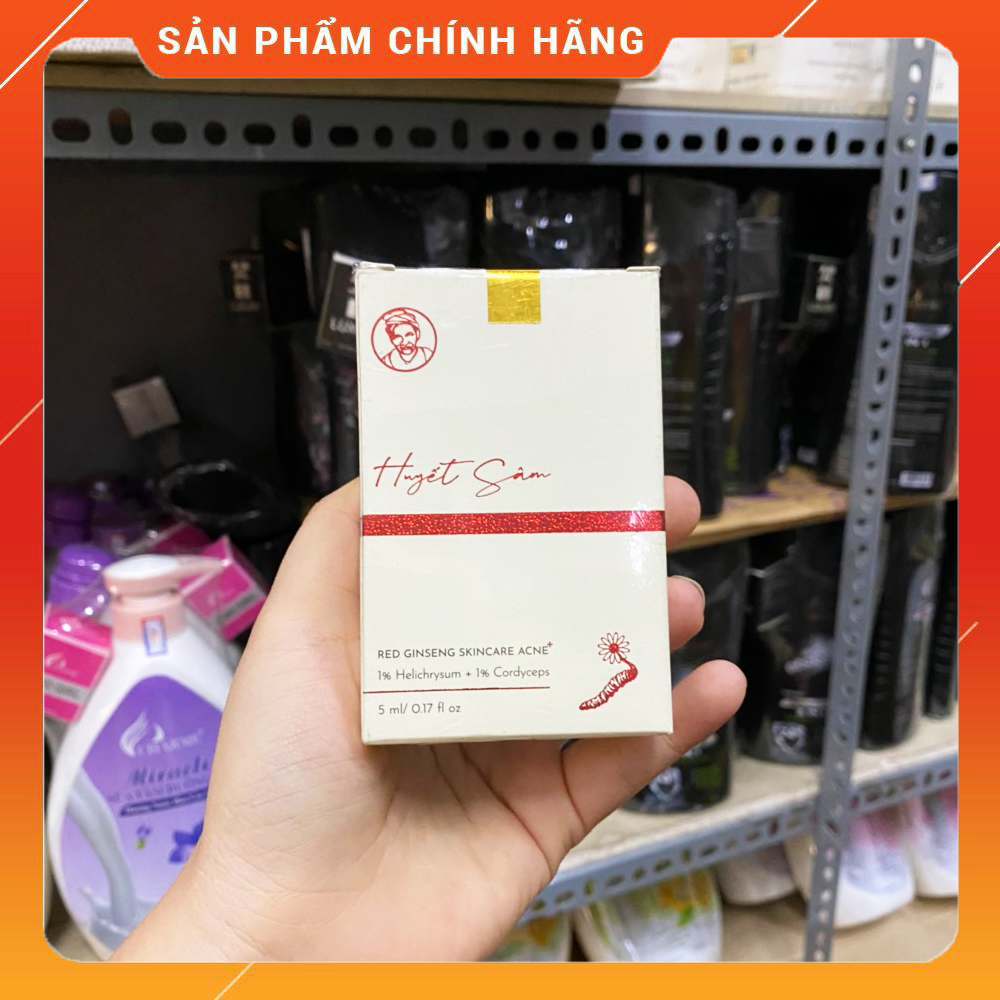 SẢN PHẨM CHÍNH HÃNG
Huyết Sâm
RED GINSENG SKINCARE ACNE+
1% Helichrysum + 1% Cordyceps
5 ml/ 0.17 fl oz